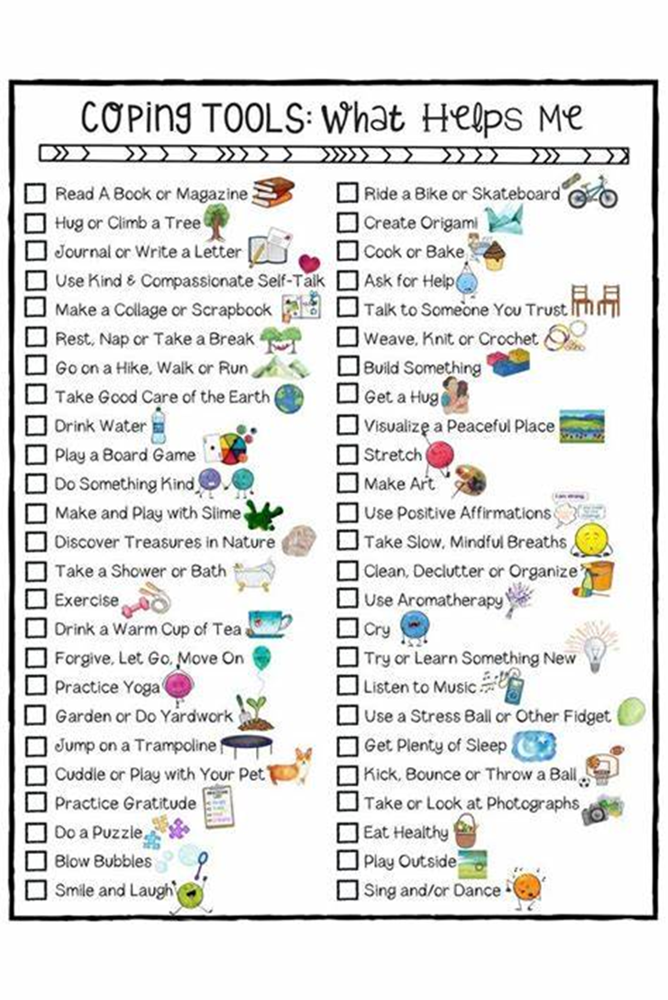 COPING TOOLS: What Helps Me
Read A Book or Magazine
Hug or Climb a Tree
Journal or Write a Letter
Use Kind & Compassionate Self-Talk
Make a Collage or Scrapbook
Rest, Nap or Take a Break
Go on a Hike, Walk or Run
Take Good Care of the Earth
Drink Water
Play a Board Game
Do Something Kind
Make and Play with Slime
Discover Treasures in Nature
Take a Shower or Bath
Exercise
Drink a Warm Cup of Tea
Forgive, Let Go, Move On
Practice Yoga
Garden or Do Yardwork
Jump on a Trampoline
Cuddle or Play with Your Pet
Practice Gratitude
Do a Puzzle
Blow Bubbles
Smile and Laugh
Ride a Bike or Skateboard
Create Origami
Cook or Bake
Ask for Help
Talk to Someone You Trust
Weave, Knit or Crochet
Build Something
Get a Hug
Visualize a Peaceful Place
Stretch
Make Art
I am strong.
Use Positive Affirmations
Take Slow, Mindful Breaths
Clean, Declutter or Organize
Use Aromatherapy
Cry
Try or Learn Something New
Listen to Music
Use a Stress Ball or Other Fidget
Get Plenty of Sleep
Kick, Bounce or Throw a Ball
Take or Look at Photographs
Eat Healthy
Play Outside
Sing and/or Dance